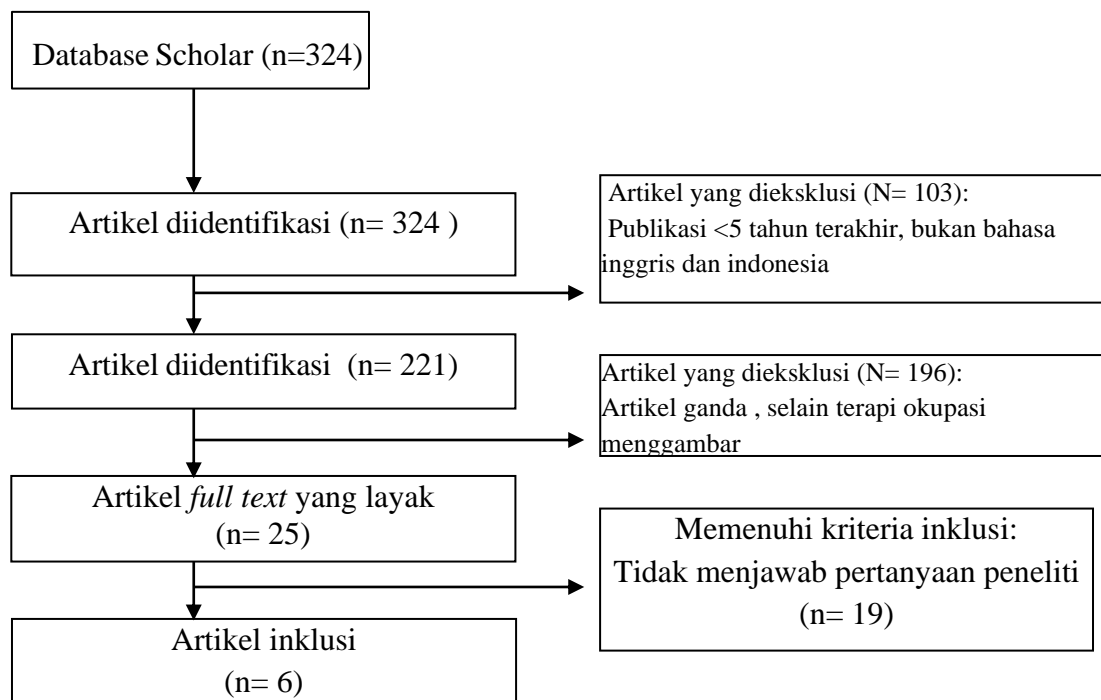 Database Scholar (n=324)
Artikel diidentifikasi (n= 324 )
Artikel yang dieksklusi (N= 103):
Publikasi <5 tahun terakhir, bukan bahasa
inggris dan indonesia
Artikel diidentifikasi (n= 221)
Artikel yang dieksklusi (N= 196):
Artikel ganda , selain terapi okupasi
menggambar
Artikel full text yang layak
(n= 25)
Memenuhi kriteria inklusi:
Tidak menjawab pertanyaan peneliti
(n= 19)
Artikel inklusi
(n= 6)